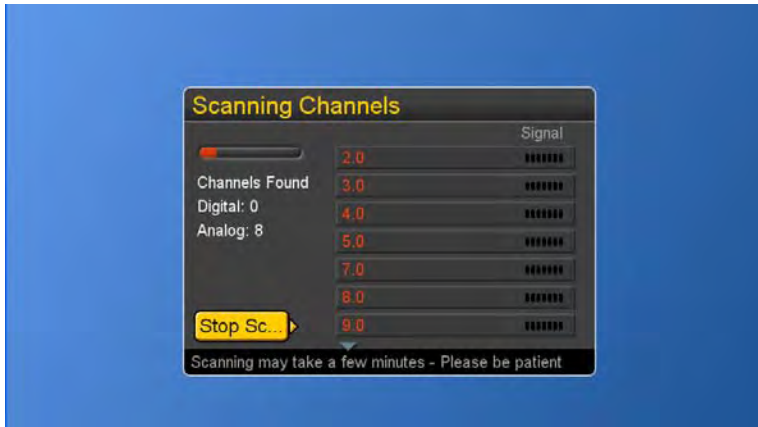 Scanning Channels
Signal
2.0
Channels Found
3.0
Digital: 0
4.0
Analog: 8
5.0
7.0
8.0
Stop Sc...
9.0
Scanning may take a few minutes - Please be patient